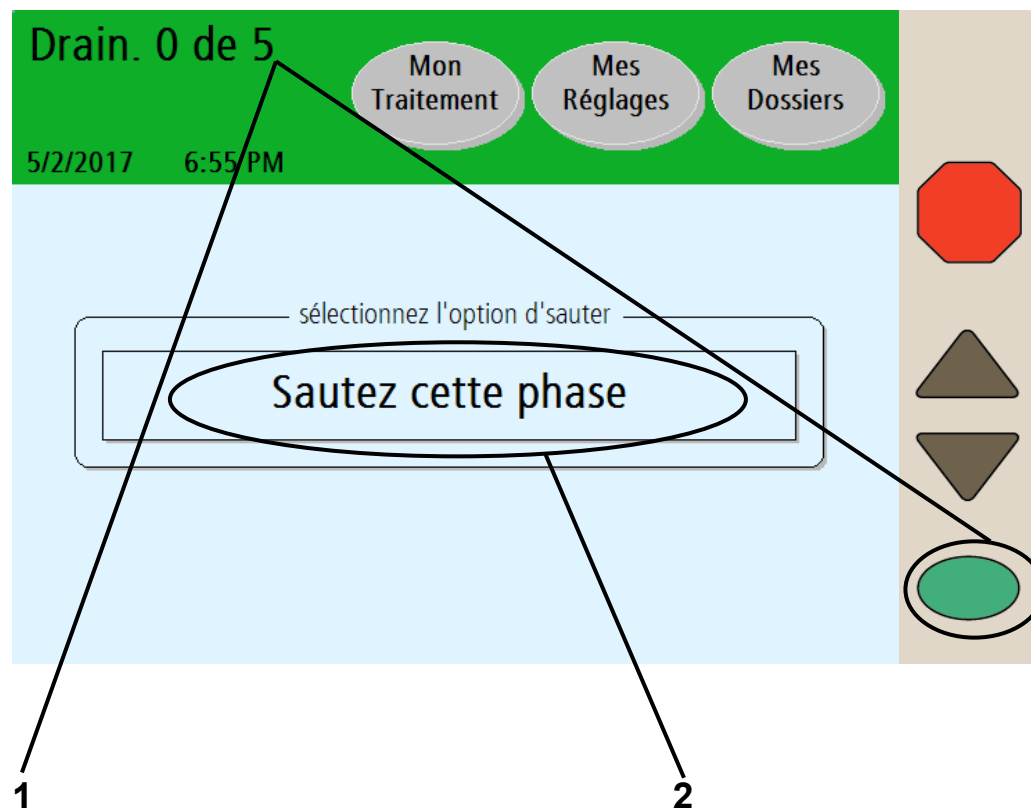 Drain. 0 de 5
Mon
Traitement
Mes
Réglages
Mes
Dossiers
5/2/2017 6:55 PM
sélectionnez l'option d'sauter
Sautez cette phase
1 2